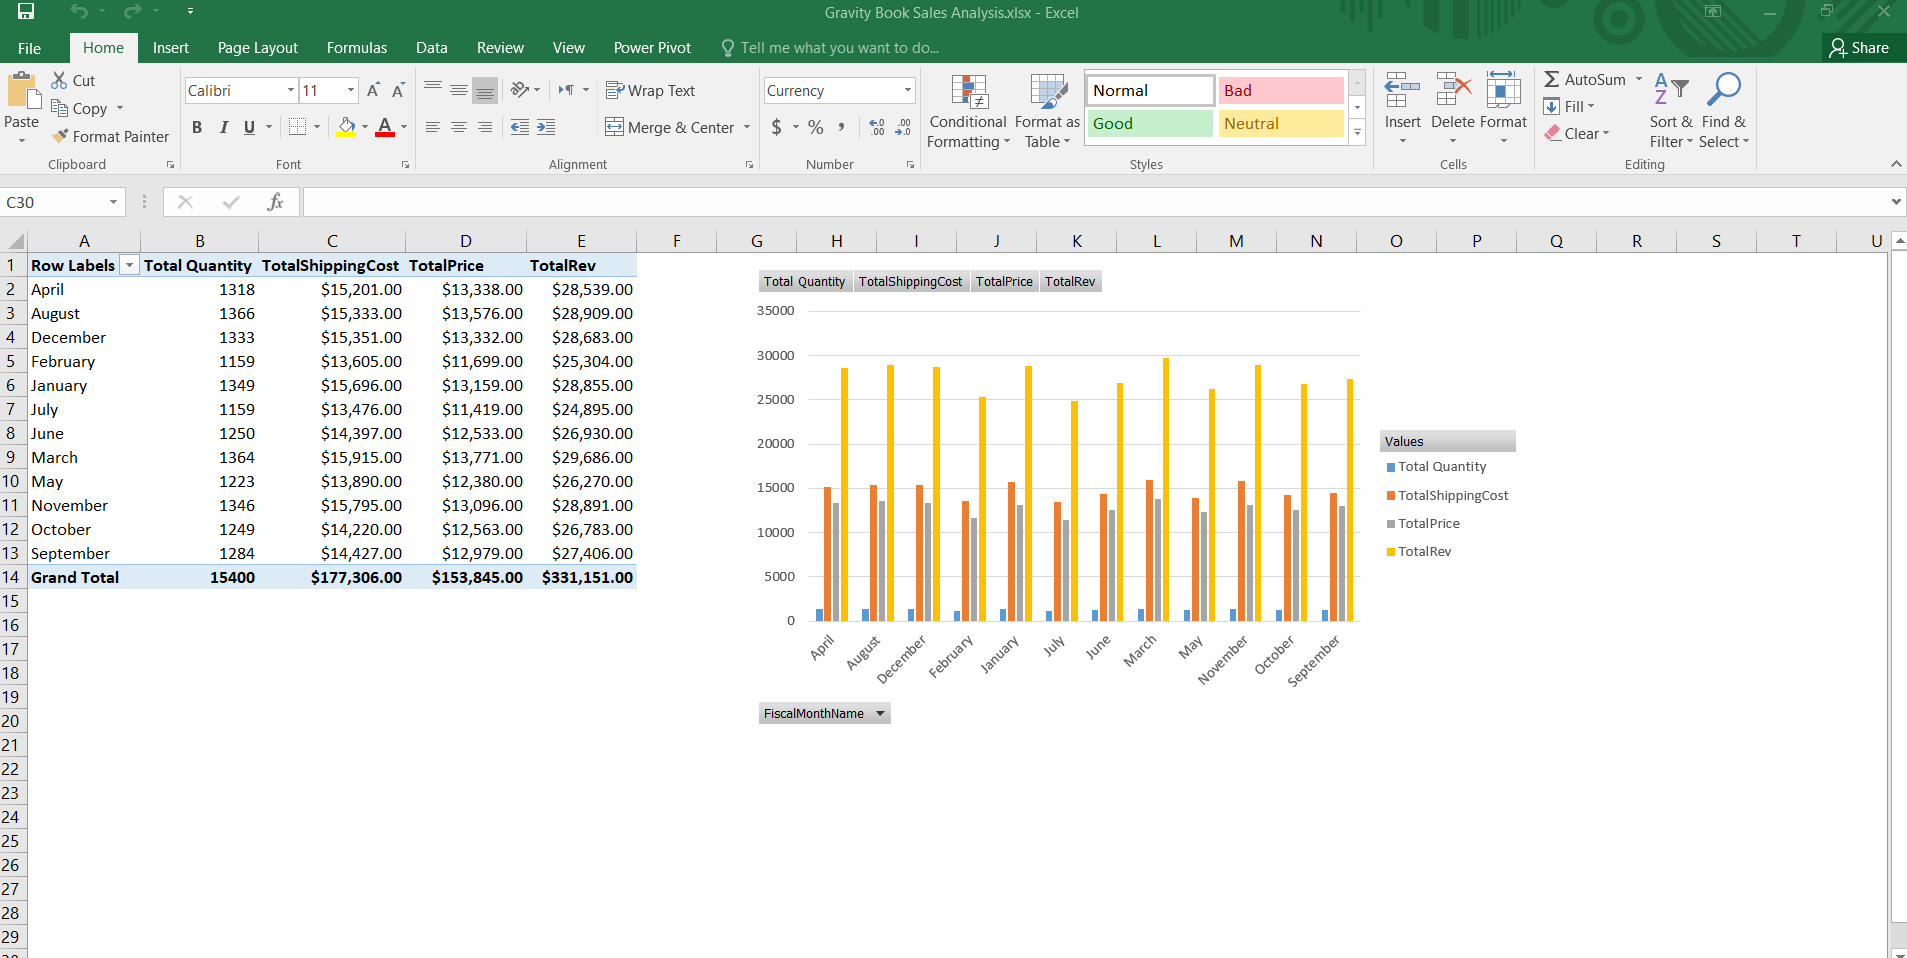 Gravity Book Sales Analysis.xlsx - Excel
File Home Insert Page Layout Formulas Data Review View Power Pivot Tell me what you want to do... Share
Paste
Cut
Copy
Format Painter
Clipboard
Calibri 11
B I U
Font
Wrap Text
Merge & Center
Alignment
Currency
$ % ,
Number
Conditional Formatting
Format as Table
Normal Bad
Good Neutral
Styles
Insert Delete Format
Cells
AutoSum
Fill
Clear
Sort & Filter
Find & Select
Editing
C30 fx
A B C D E F G H I J K L M N O P Q R S T U
1 Row Labels Total Quantity TotalShippingCost TotalPrice TotalRev
2 April 1318 $15,201.00 $13,338.00 $28,539.00
3 August 1366 $15,333.00 $13,576.00 $28,909.00
4 December 1333 $15,351.00 $13,332.00 $28,683.00
5 February 1159 $13,605.00 $11,699.00 $25,304.00
6 January 1349 $15,696.00 $13,159.00 $28,855.00
7 July 1159 $13,476.00 $11,419.00 $24,895.00
8 June 1250 $14,397.00 $12,533.00 $26,930.00
9 March 1364 $15,915.00 $13,771.00 $29,686.00
10 May 1223 $13,890.00 $12,380.00 $26,270.00
11 November 1346 $15,795.00 $13,096.00 $28,891.00
12 October 1249 $14,220.00 $12,563.00 $26,783.00
13 September 1284 $14,427.00 $12,979.00 $27,406.00
14 Grand Total 15400 $177,306.00 $153,845.00 $331,151.00
15
16
17
18
19
20
21
22
23
24
25
26
27
28
29
Total Quantity TotalShippingCost TotalPrice TotalRev
35000
30000
25000
20000
15000
10000
5000
0
April August December February January July June March May November October September
Values
Total Quantity
TotalShippingCost
TotalPrice
TotalRev
FiscalMonthName